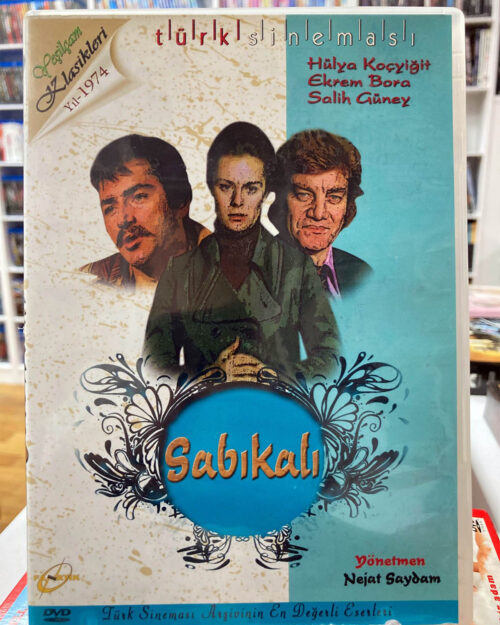 türk sineması
Yeşilçam
Klasikleri
Yıl-1974
Hülya Koçyiğit
Ekrem Bora
Salih Güney
Sabıkalı
Yönetmen
Nejat Saydam
DVD
Türk Sineması Arşivinin En Değerli Eserleri